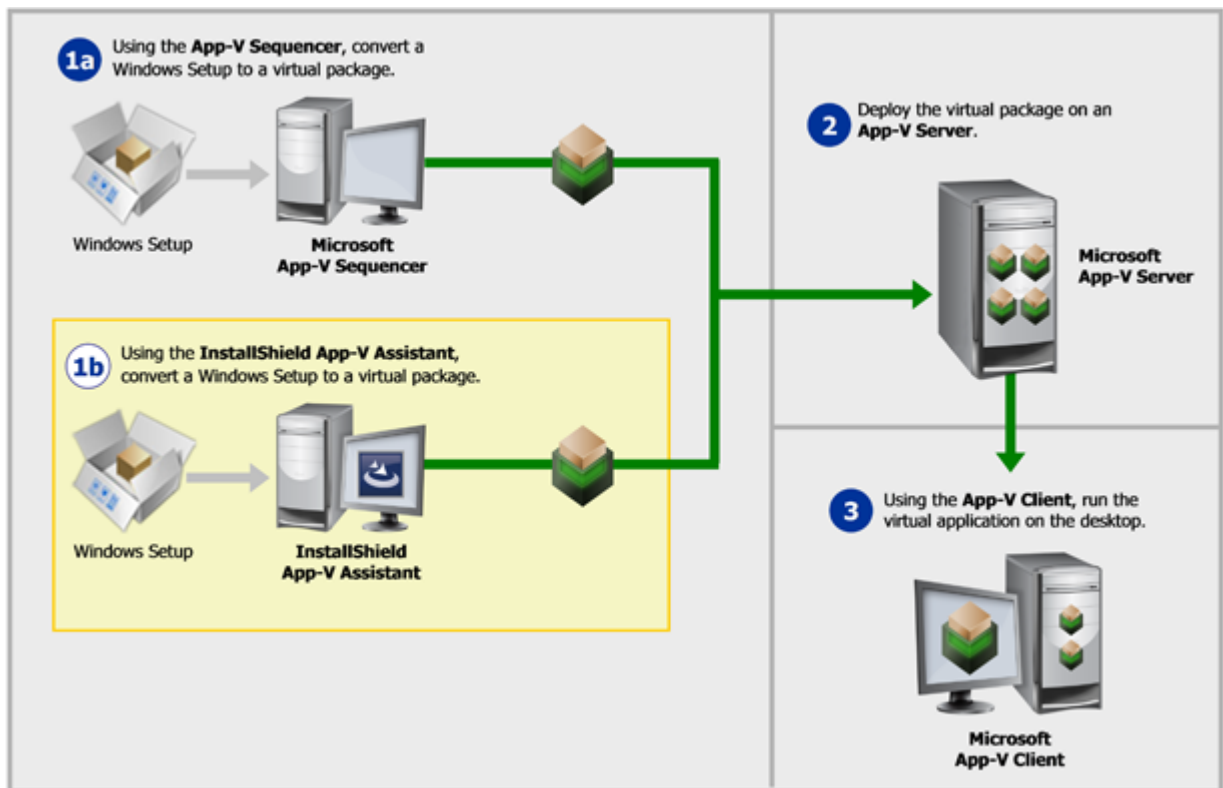 1a
Using the App-V Sequencer, convert a
Windows Setup to a virtual package.
Windows Setup
Microsoft
App-V Sequencer
1b
Using the InstallShield App-V Assistant,
convert a Windows Setup to a virtual package.
Windows Setup
InstallShield
App-V Assistant
2
Deploy the virtual package on an
App-V Server.
Microsoft
App-V Server
3
Using the App-V Client, run the
virtual application on the desktop.
Microsoft
App-V Client